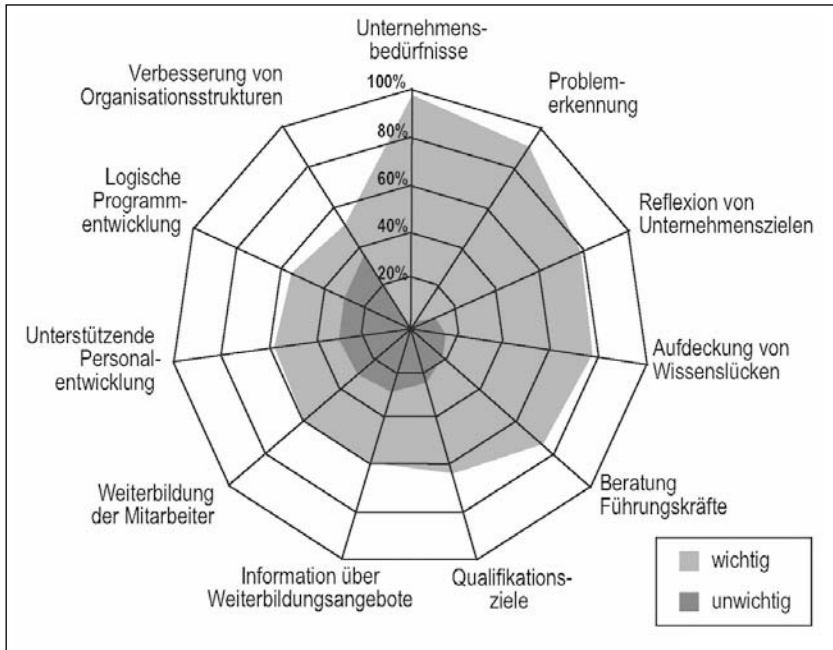 Unternehmens-
bedürfnisse
Problem-
erkennung
Reflexion von
Unternehmenszielen
Aufdeckung von
Wissenslücken
Beratung
Führungskräfte
Qualifikations-
ziele
Information über
Weiterbildungsangebote
Weiterbildung
der Mitarbeiter
Unterstützende
Personal-
entwicklung
Logische
Programm-
entwicklung
Verbesserung von
Organisationsstrukturen
100%
80%
60%
40%
20%
wichtig
unwichtig